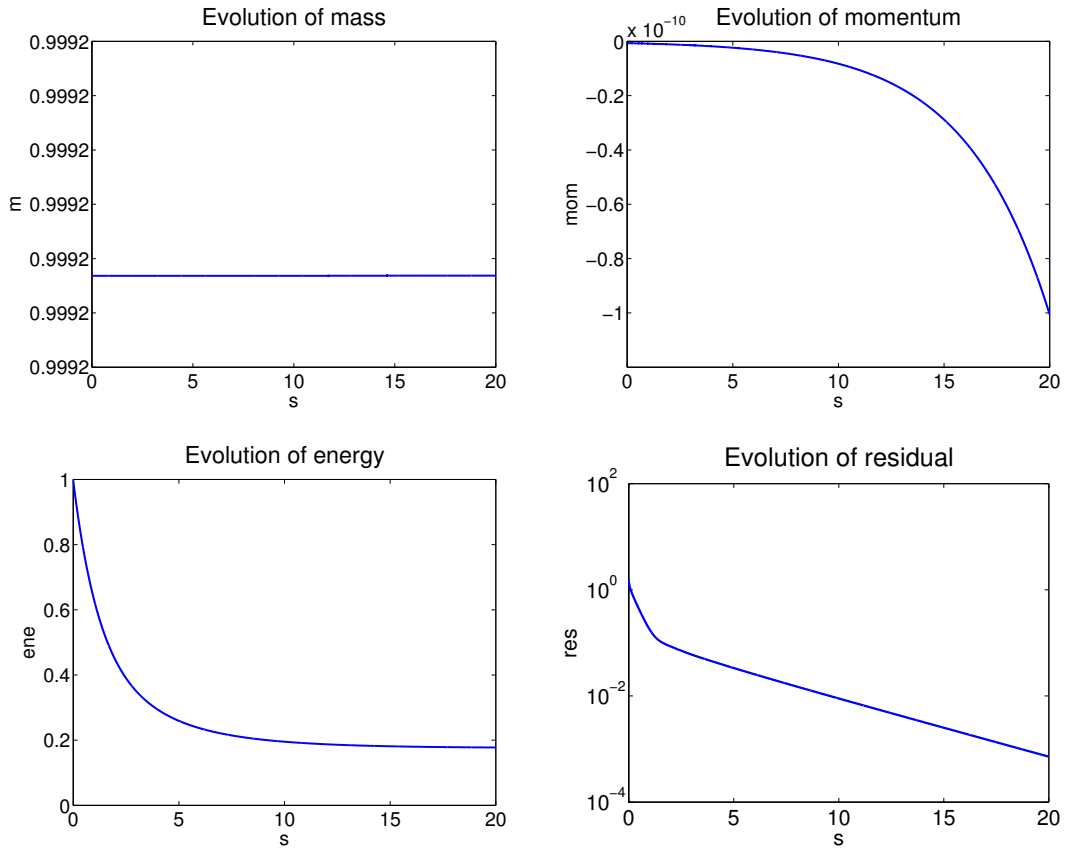 Evolution of mass
0.9992
0.9992
0.9992
m 0.9992
0.9992
0.9992
0.9992
0 5 10 15 20
s
Evolution of momentum
x 10^−10
0
−0.2
−0.4
mom
−0.6
−0.8
−1
0 5 10 15 20
s
Evolution of energy
1
0.8
0.6
ene
0.4
0.2
0
0 5 10 15 20
s
Evolution of residual
10^2
10^0
res
10^−2
10^−4
0 5 10 15 20
s